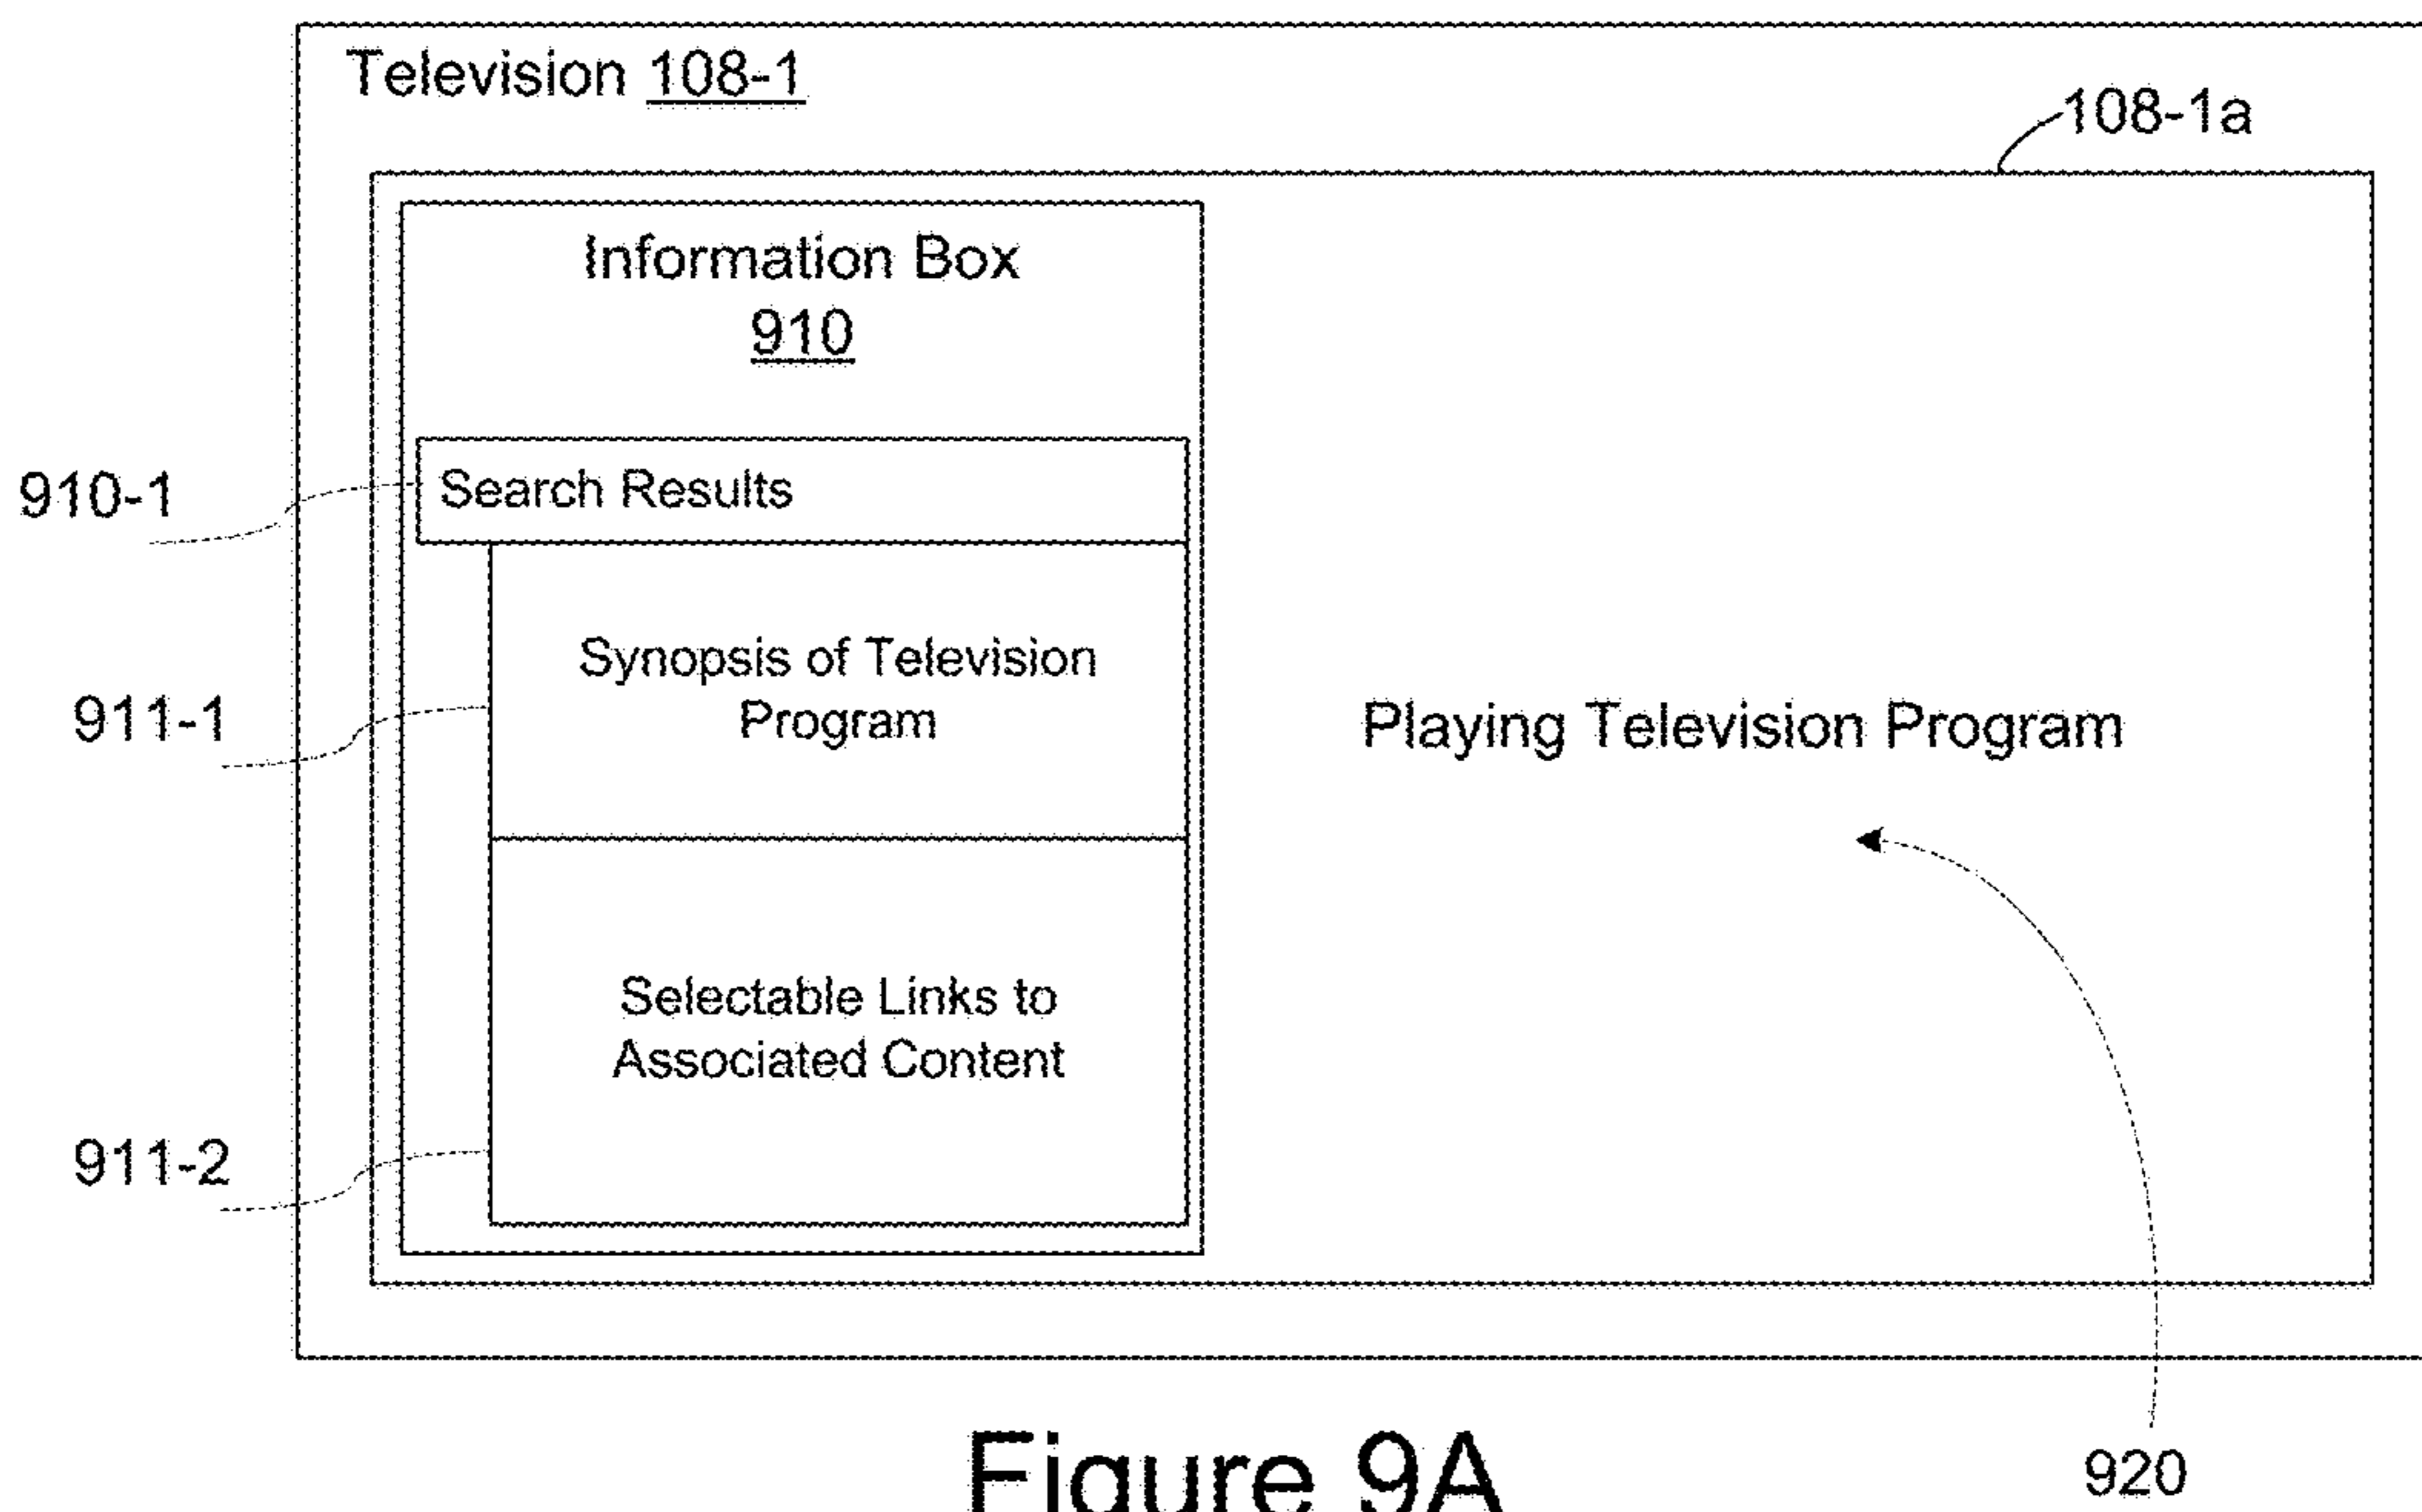 Television 108-1
108-1a
Information Box
910
910-1
Search Results
911-1
Synopsis of Television
Program
Playing Television Program
Selectable Links to
Associated Content
911-2
920
Figure 9A